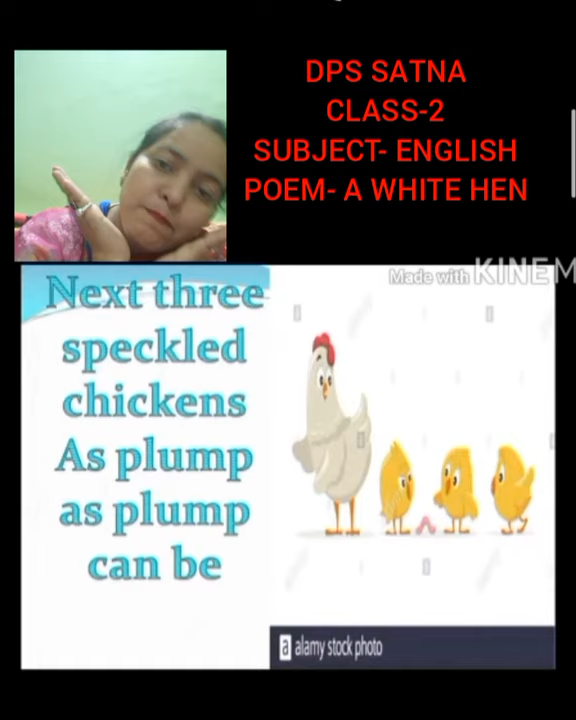 DPS SATNA
CLASS-2
SUBJECT- ENGLISH
POEM- A WHITE HEN
Made with KINEM
Next three
speckled
chickens
As plump
as plump
can be
a alamy stock photo